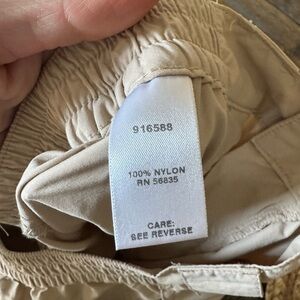 916588
100% NYLON
RN 56835
CARE:
SEE REVERSE